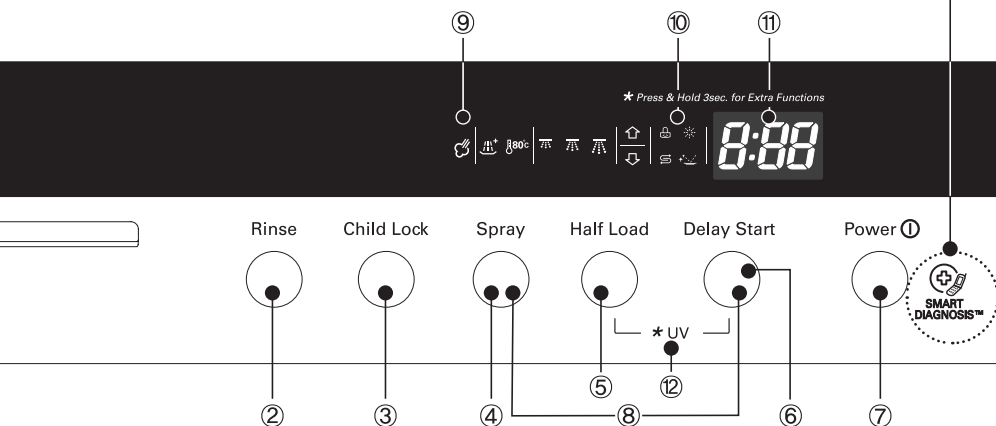 ⑨ ⑩ ⑪
* Press & Hold 3sec. for Extra Functions
80℃ 8:88
Rinse Child Lock Spray Half Load Delay Start Power
SMART
DIAGNOSIS™
* UV
② ③ ④ ⑤ ⑧ ⑫ ⑥ ⑦